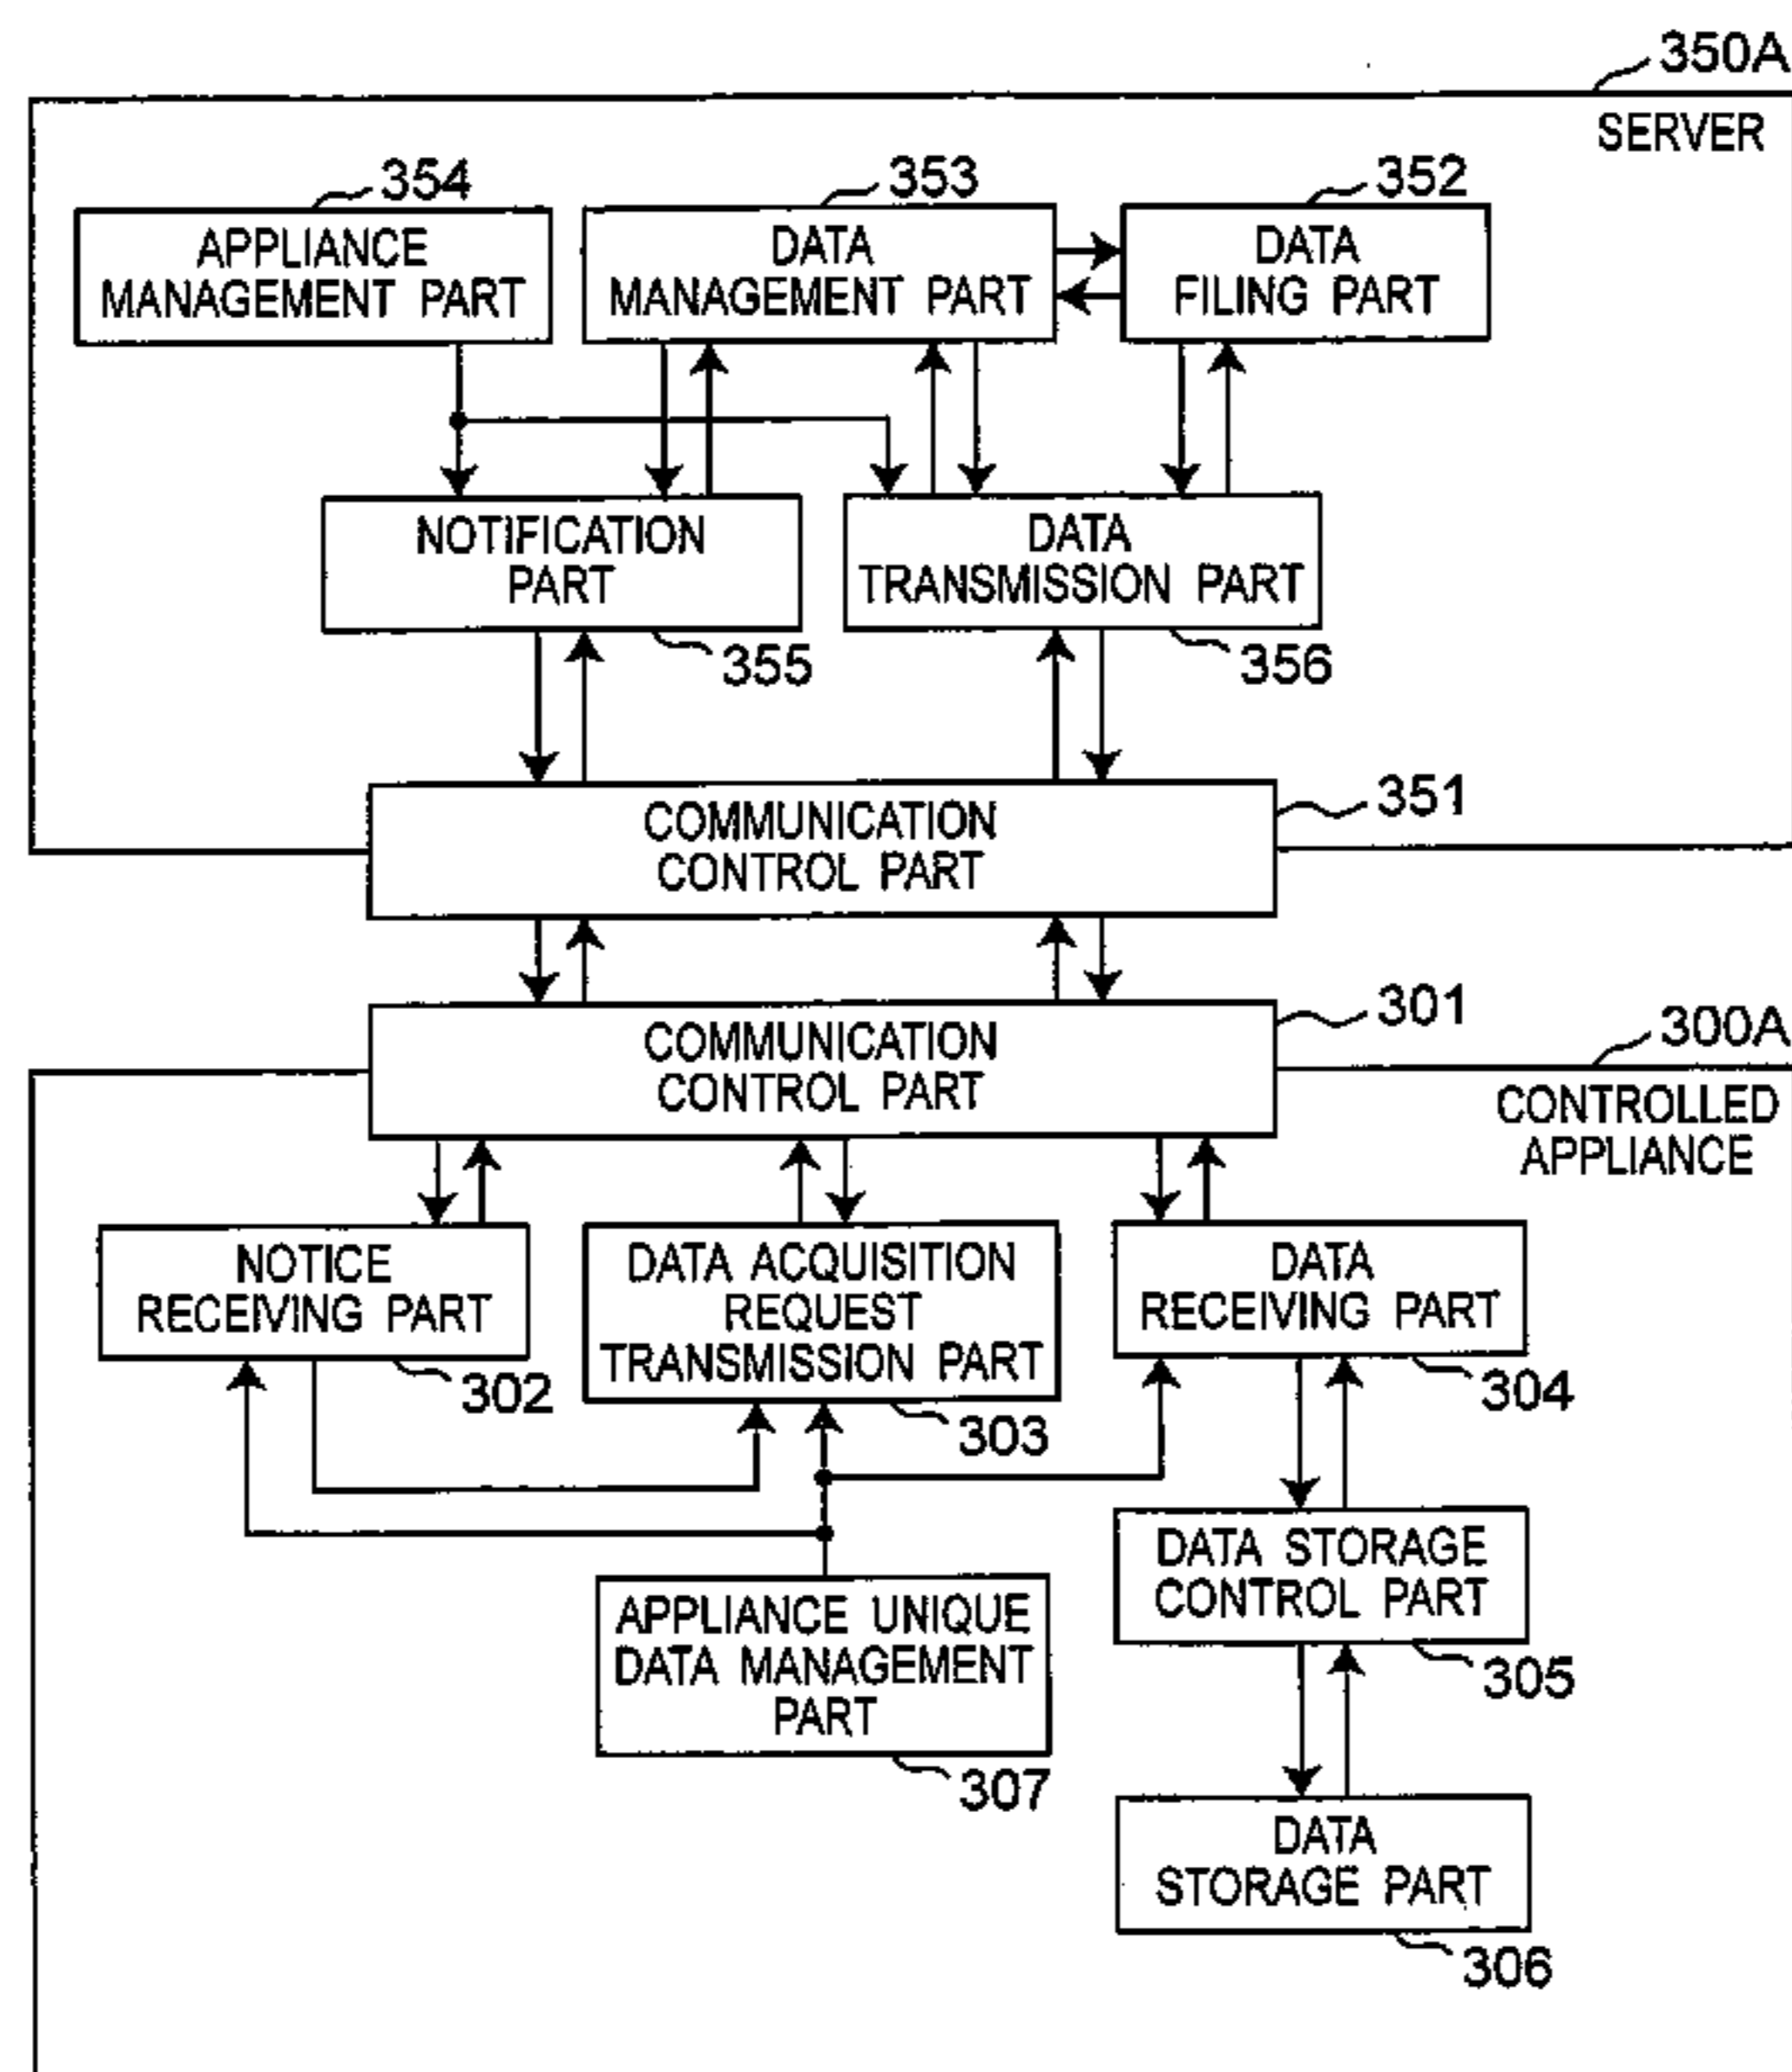 350A
SERVER
354
353
352
APPLIANCE
MANAGEMENT PART
DATA
MANAGEMENT PART
DATA
FILING PART
NOTIFICATION
PART
DATA
TRANSMISSION PART
355
356
COMMUNICATION
CONTROL PART
351
COMMUNICATION
CONTROL PART
301
300A
CONTROLLED
APPLIANCE
NOTICE
RECEIVING PART
DATA ACQUISITION
REQUEST
TRANSMISSION PART
DATA
RECEIVING PART
302
303
304
DATA STORAGE
CONTROL PART
APPLIANCE UNIQUE
DATA MANAGEMENT
PART
305
307
DATA
STORAGE PART
306